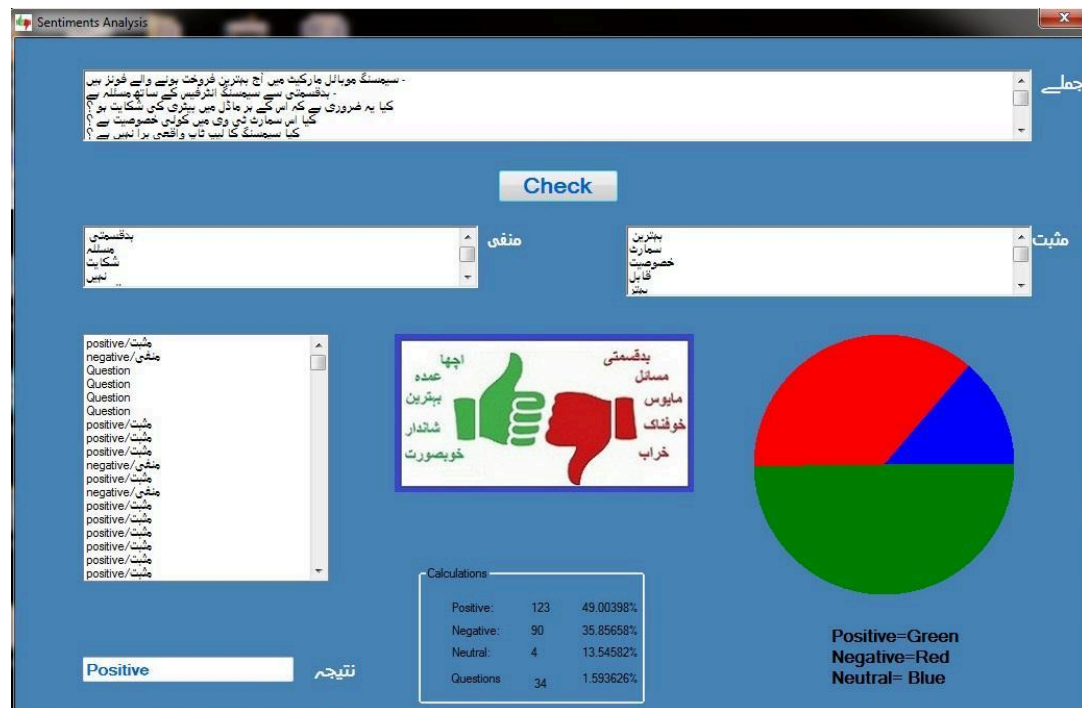 Sentiments Analysis
جملے
- سیمسنگ موبائل مارکیٹ میں آج بہترین فروخت ہونے والے فونز ہیں
- بدقسمتی سے سیمسنگ انٹرفیس کے ساتھ مسئلہ ہے
کیا یہ ضروری ہے کہ اس کے ہر ماڈل میں بیٹری کی شکایت ہو ؟
کیا اس سمارٹ ٹی وی میں کوئی خصوصیت ہے ؟
کیا سیمسنگ کا لیپ ٹاپ واقعی برا نہیں ہے ؟
Check
مثبت
بہترین
سمارٹ
خصوصیت
قابل
بہتر
منفی
بدقسمتی
مسئلہ
شکایت
نہیں
positive/مثبت
negative/منفی
Question
Question
Question
Question
positive/مثبت
positive/مثبت
positive/مثبت
negative/منفی
positive/مثبت
negative/منفی
positive/مثبت
positive/مثبت
positive/مثبت
positive/مثبت
positive/مثبت
positive/مثبت
اچھا
عمدہ
بہترین
شاندار
خوبصورت
بدقسمتی
مسائل
مایوس
خوفناک
خراب
Calculations
Positive: 123 49.00398%
Negative: 90 35.85658%
Neutral: 4 13.54582%
Questions 34 1.593626%
Positive=Green
Negative=Red
Neutral= Blue
نتیجہ
Positive